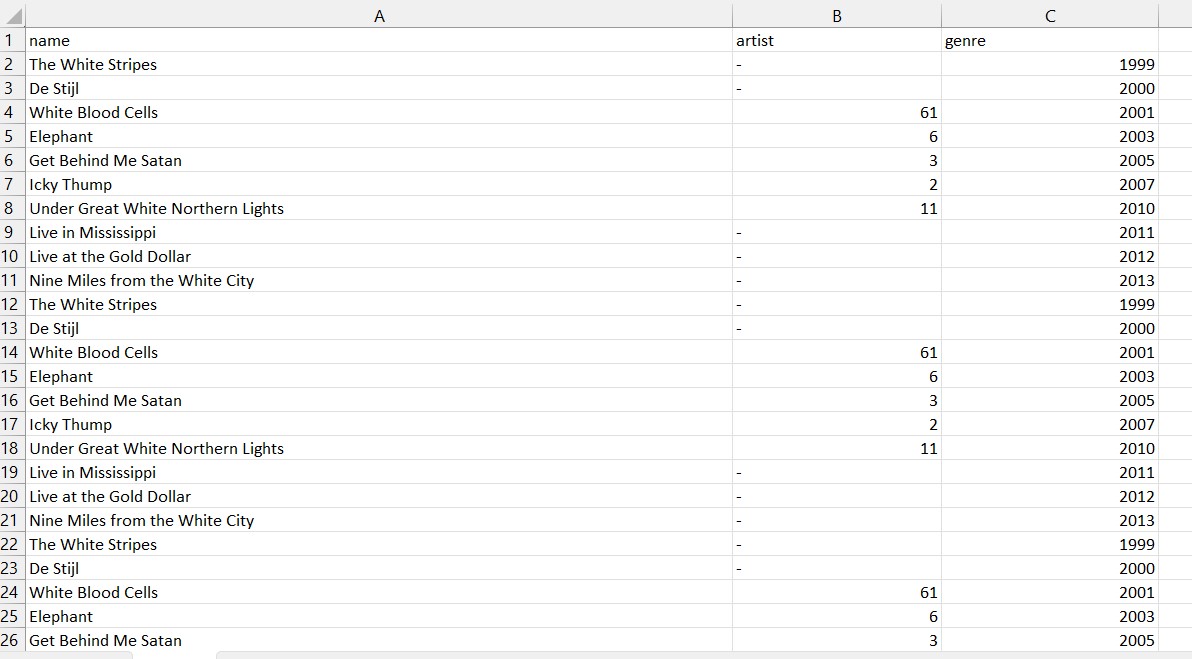 A B C
1 name artist genre
2 The White Stripes - 1999
3 De Stijl - 2000
4 White Blood Cells 61 2001
5 Elephant 6 2003
6 Get Behind Me Satan 3 2005
7 Icky Thump 2 2007
8 Under Great White Northern Lights 11 2010
9 Live in Mississippi - 2011
10 Live at the Gold Dollar - 2012
11 Nine Miles from the White City - 2013
12 The White Stripes - 1999
13 De Stijl - 2000
14 White Blood Cells 61 2001
15 Elephant 6 2003
16 Get Behind Me Satan 3 2005
17 Icky Thump 2 2007
18 Under Great White Northern Lights 11 2010
19 Live in Mississippi - 2011
20 Live at the Gold Dollar - 2012
21 Nine Miles from the White City - 2013
22 The White Stripes - 1999
23 De Stijl - 2000
24 White Blood Cells 61 2001
25 Elephant 6 2003
26 Get Behind Me Satan 3 2005